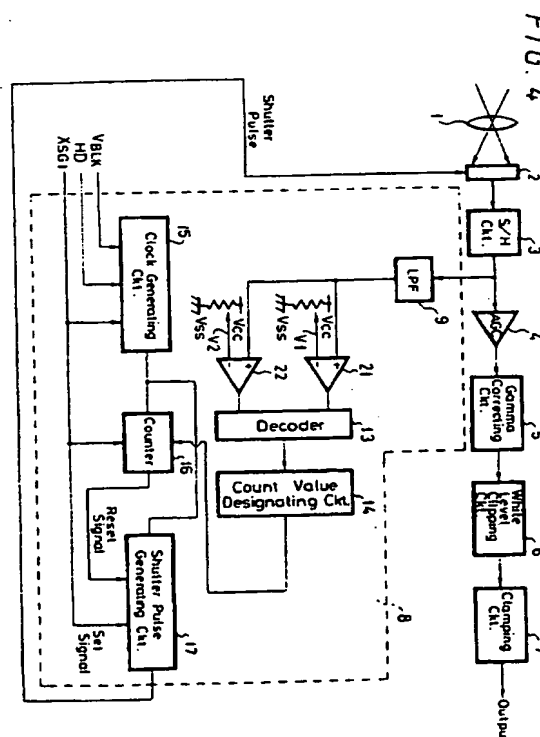 FIG. 4
1
2
S/H
Ckt.
3
AGC
4
Gamma
Correcting
Ckt.
5
While
Level
Clipping
Ckt.
6
Clamping
Ckt.
7
Output
Shutter
Pulse
LPF
9
Vcc
V1
Vss
21
Vcc
V2
Vss
22
+
-
+
-
Decoder
13
Count Value
Designating Ckt.
14
8
VBLK
HD
XSG1
15
Clock Generating
Ckt.
Counter
16
Reset
Signal
Shutter Pulse
Generating Ckt.
17
Set
Signal